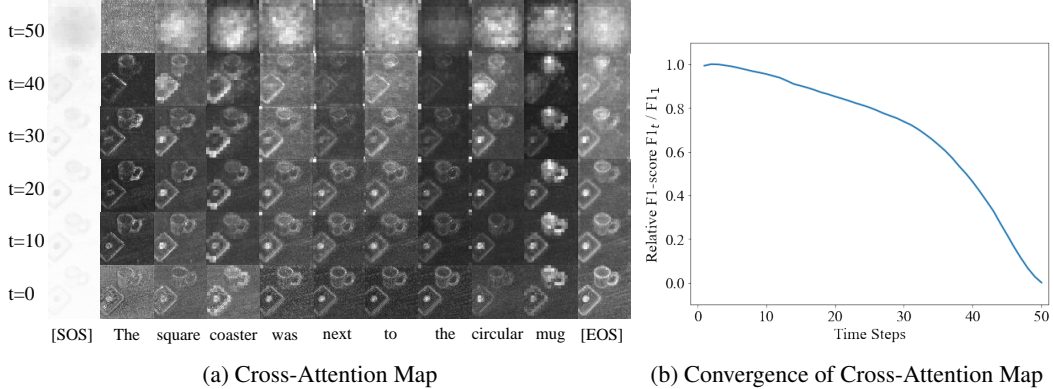 t=50
t=40
t=30
t=20
t=10
t=0
[SOS] The square coaster was next to the circular mug [EOS]
(a) Cross-Attention Map
Relative F1-score F1ₜ / F1₁
1.0
0.8
0.6
0.4
0.2
0.0
0 10 20 30 40 50
Time Steps
(b) Convergence of Cross-Attention Map